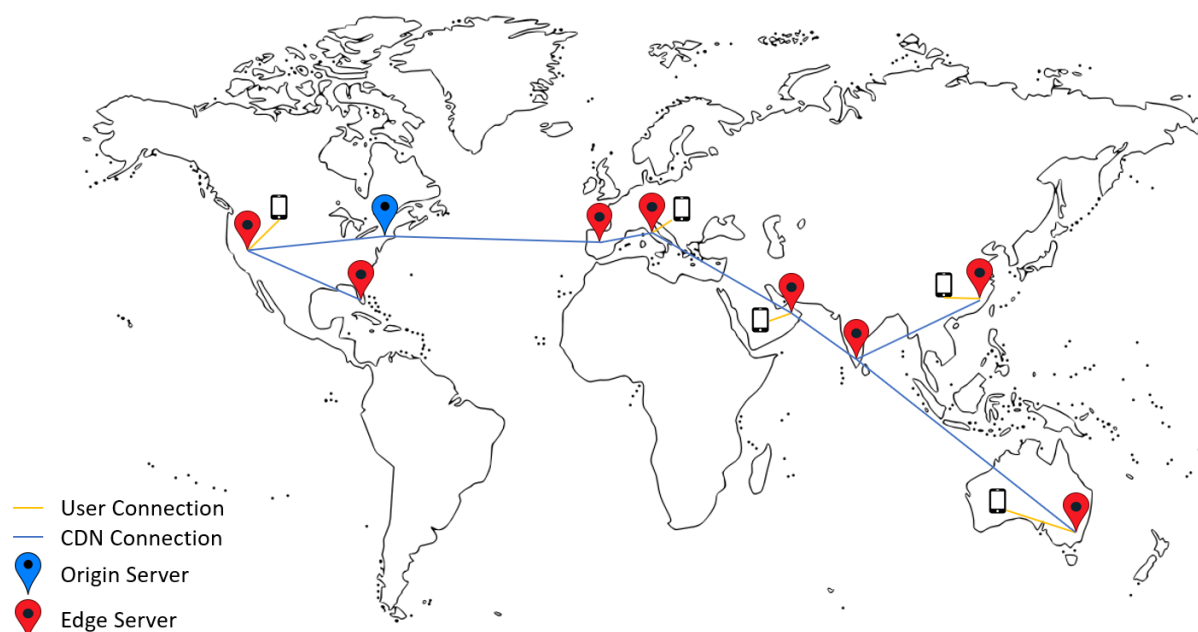 User Connection
CDN Connection
Origin Server
Edge Server